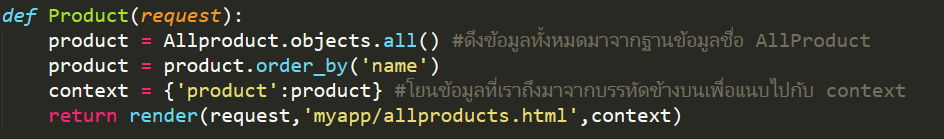 def Product(request):
    product = Allproduct.objects.all() #ดึงข้อมูลทั้งหมดมาจากฐานข้อมูลชื่อ AllProduct
    product = product.order_by('name')
    context = {'product':product} #โยนข้อมูลที่เราถึงมาจากบรรทัดข้างบนเพื่อแนบไปกับ context
    return render(request,'myapp/allproducts.html',context)